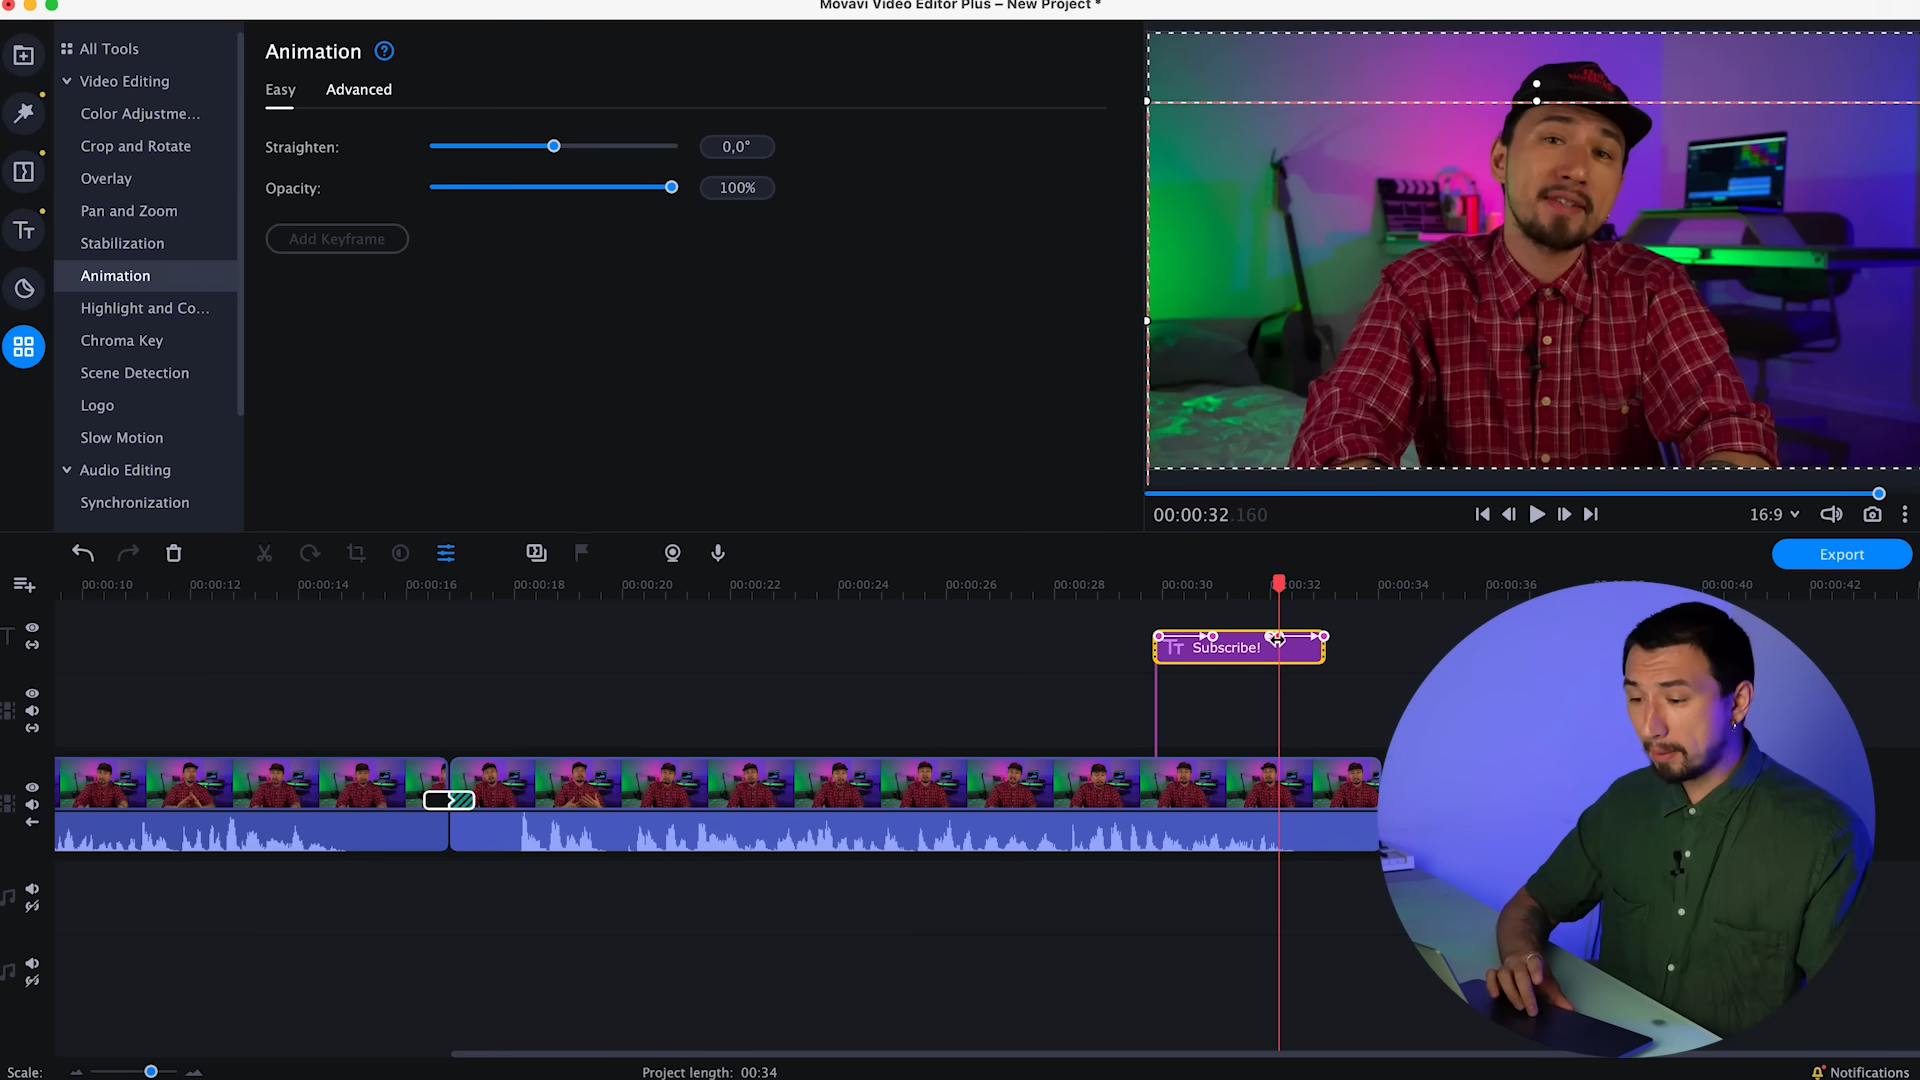 Movavi Video Editor Plus – New Project *
All Tools
Video Editing
Color Adjustme...
Crop and Rotate
Overlay
Pan and Zoom
Stabilization
Animation
Highlight and Co...
Chroma Key
Scene Detection
Logo
Slow Motion
Audio Editing
Synchronization
Animation ?
Easy Advanced
Straighten: 0,0°
Opacity: 100%
Add Keyframe
00:00:32.160
16:9
Export
00:00:10 00:00:12 00:00:14 00:00:16 00:00:18 00:00:20 00:00:22 00:00:24 00:00:26 00:00:28 00:00:30 00:00:32 00:00:34 00:00:36 00:00:40 00:00:42
TT Subscribe!
Scale:
Project length: 00:34
Notifications